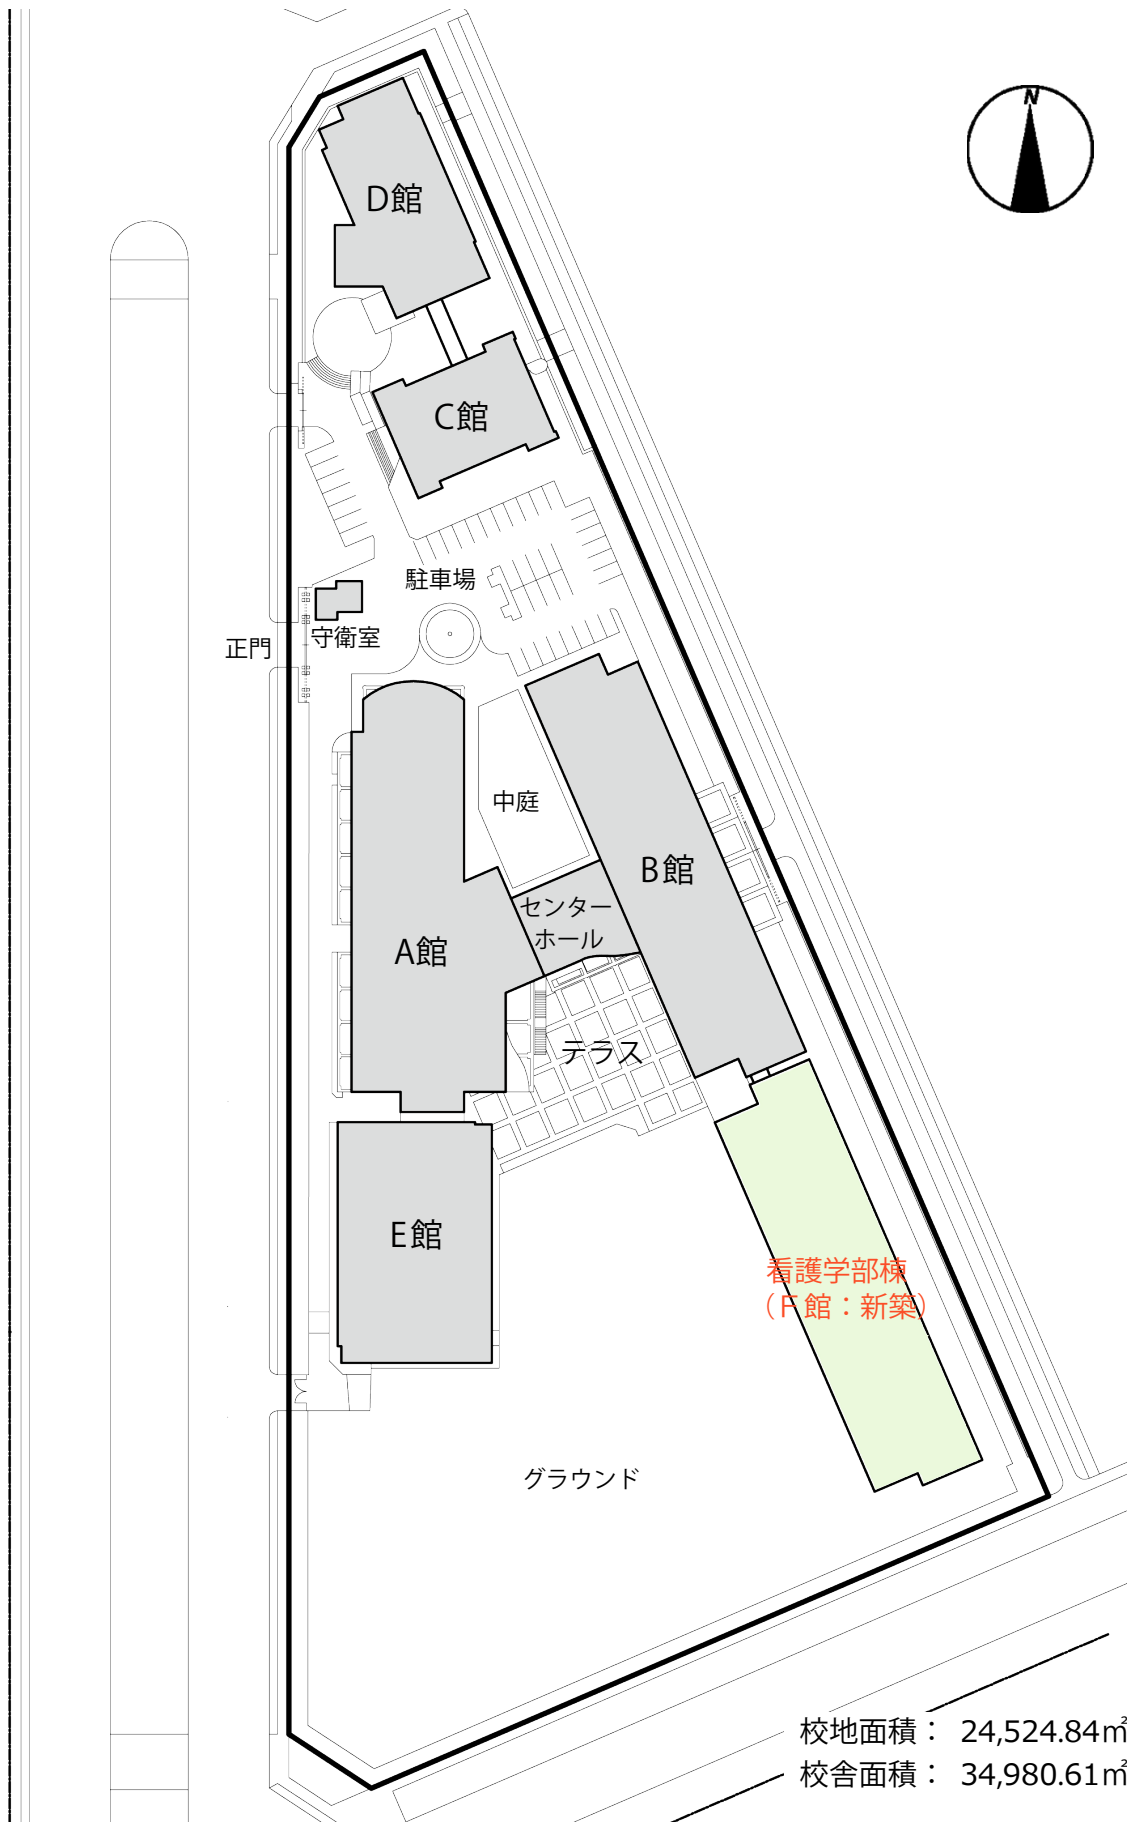 N
D館
C館
駐車場
守衛室
正門
中庭
B館
センター
ホール
A館
テラス
E館
看護学部棟
（Ｆ館：新築）
グラウンド
校地面積： 24,524.84㎡
校舎面積： 34,980.61㎡